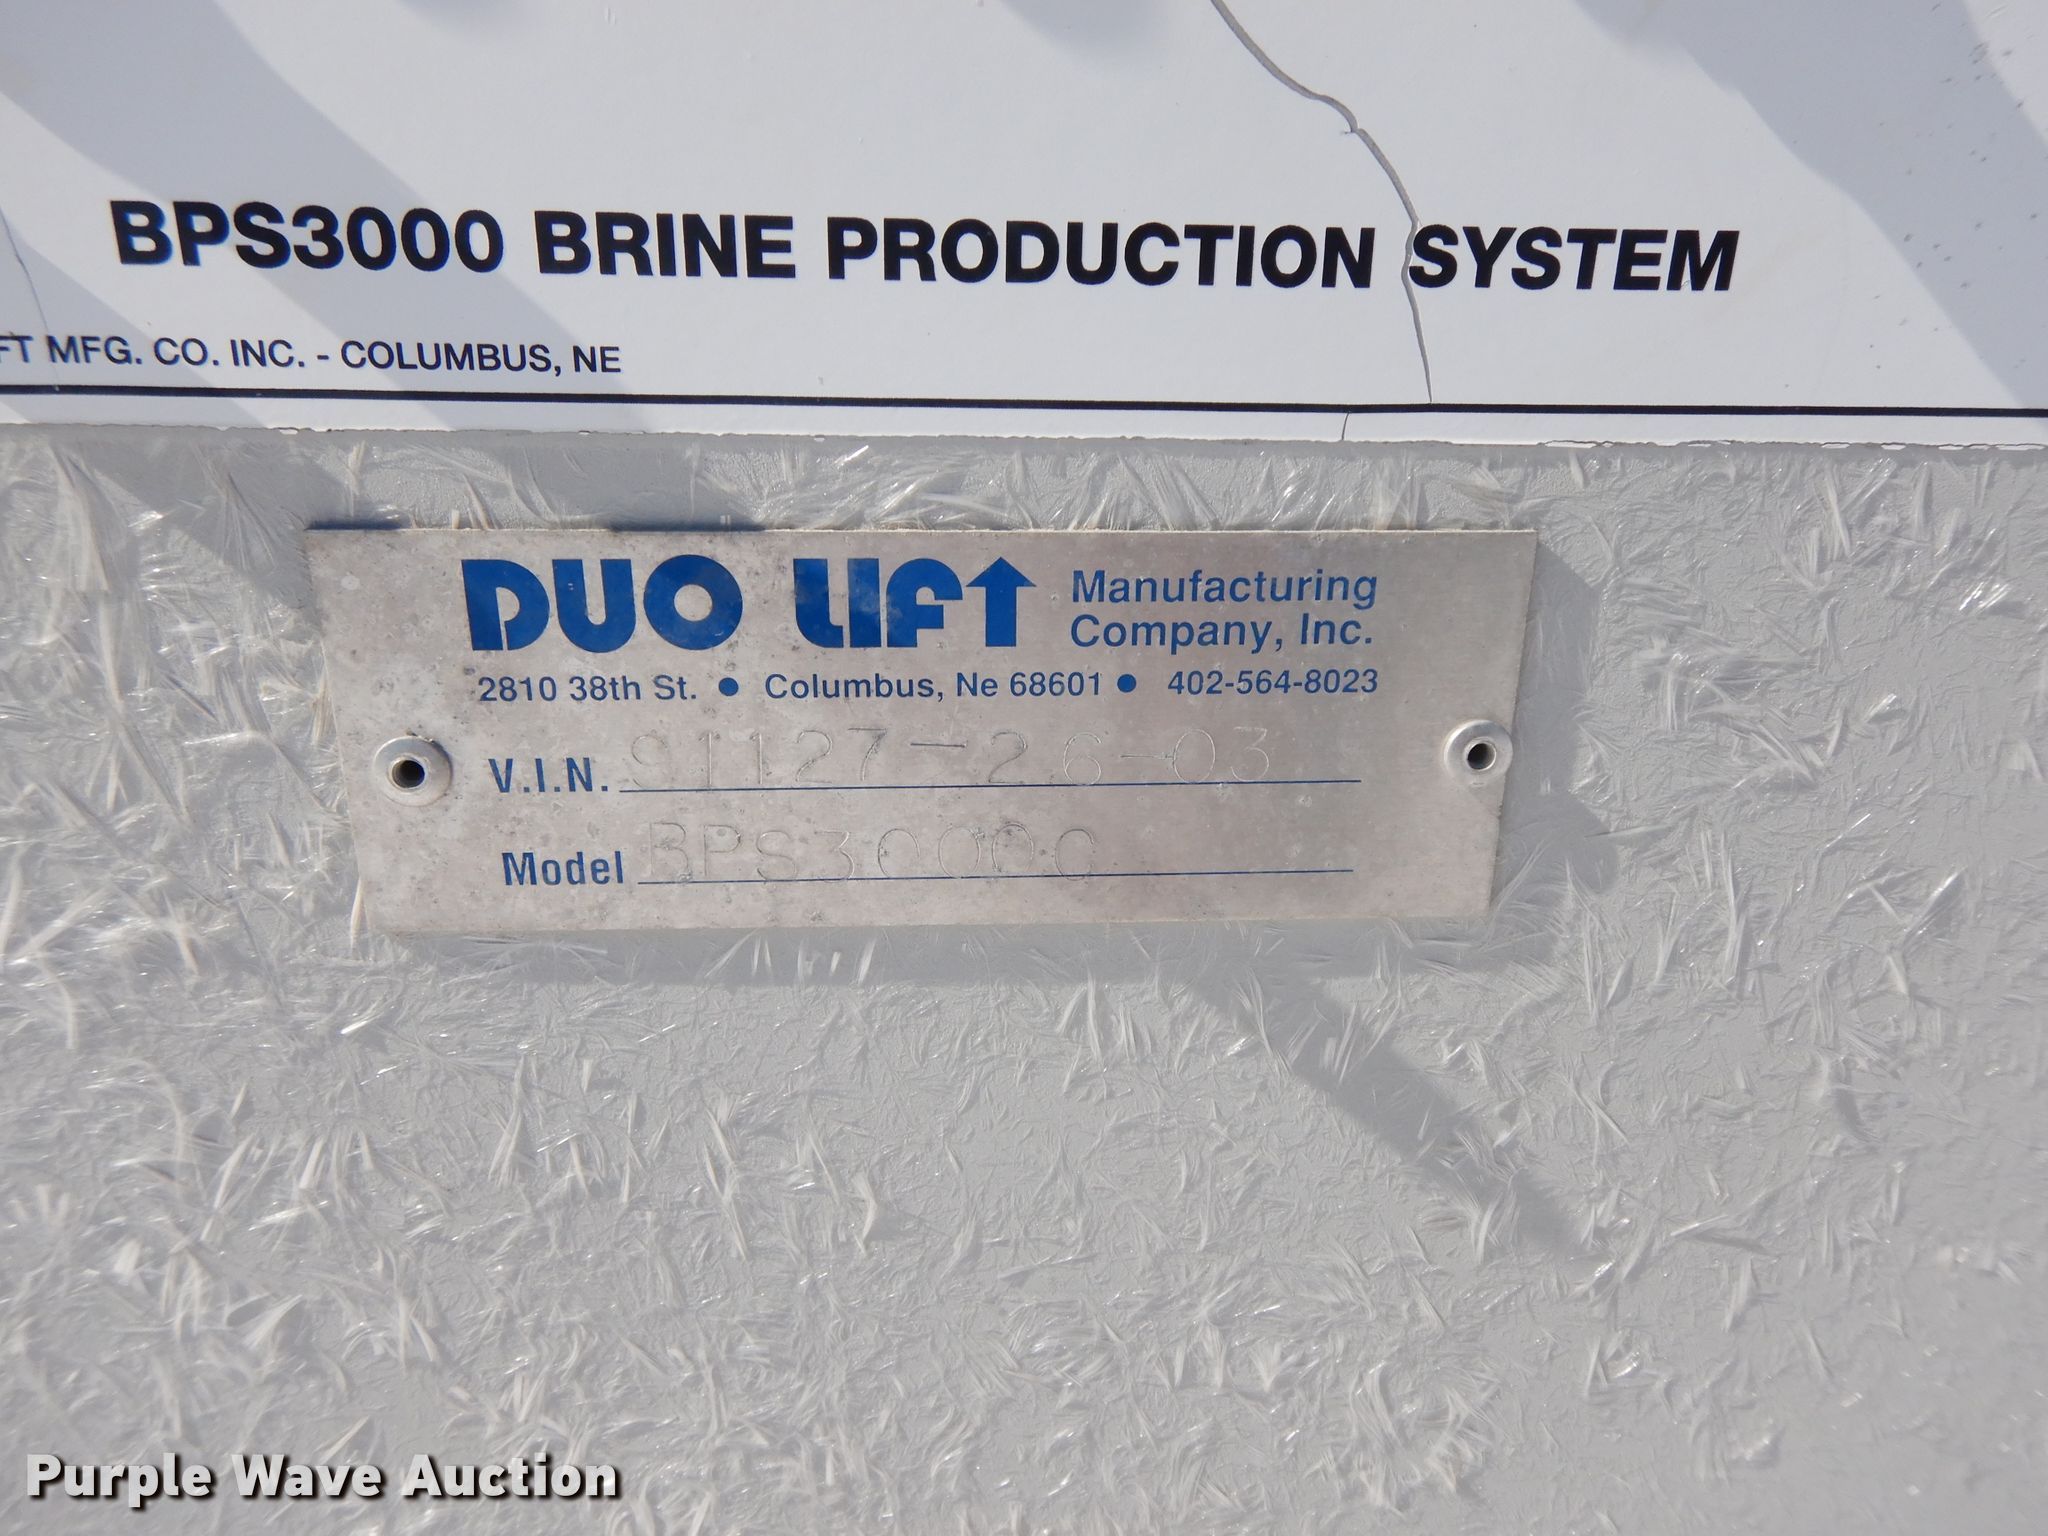 BPS3000 BRINE PRODUCTION SYSTEM
FT MFG. CO. INC. - COLUMBUS, NE
DUO LIFT Manufacturing Company, Inc.
2810 38th St. • Columbus, Ne 68601 • 402-564-8023
V.I.N. 91127-26-03
Model BPS3000C
Purple Wave Auction